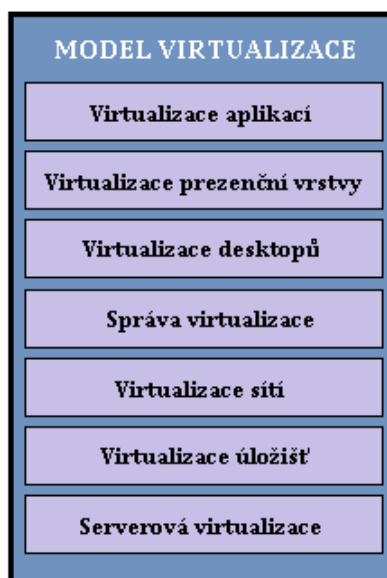 MODEL VIRTUALIZACE
Virtualizace aplikací
Virtualizace prezenční vrstvy
Virtualizace desktopů
Správa virtualizace
Virtualizace sítí
Virtualizace úložišť
Serverová virtualizace